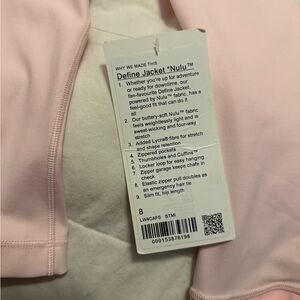 WHY WE MADE THIS
Define Jacket *Nulu™
1. Whether you're up for adventure
or ready for downtime, our
fan-favourite Define Jacket,
powered by Nulu™ fabric, has a
feel-good fit that can do it
all
2. Our buttery-soft Nulu™ fabric
feels weightlessly light and is
sweat-wicking and four-way
stretch
3. Added Lycra® fibre for stretch
and shape retention
4. Zippered pockets
5. Thumbholes and Cuffins™
6. Locker loop for easy hanging
7. Zipper garage keeps chafe in
check
8. Elastic zipper pull doubles as
an emergency hair tie
9. Slim fit, hip length
8
LW4CAFS STMI
000153876196